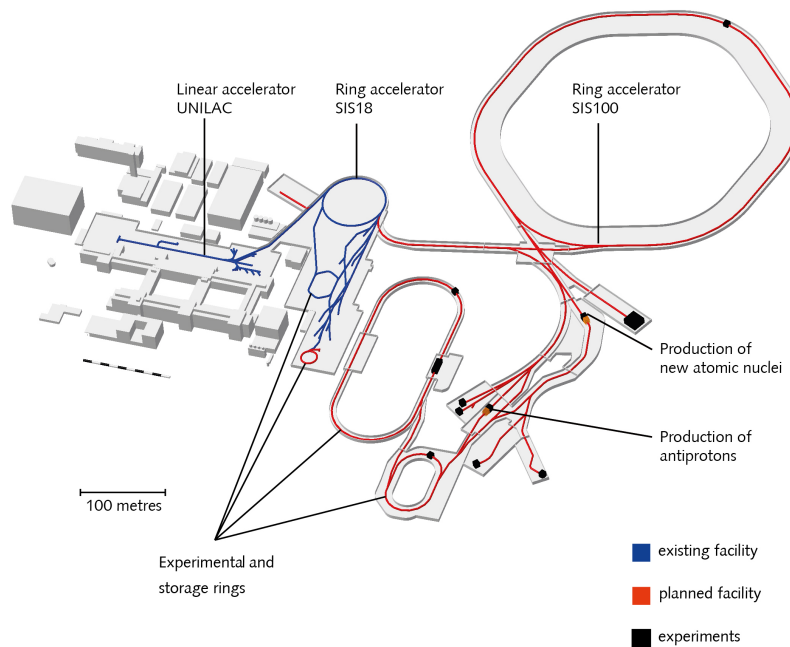 Linear accelerator
UNILAC
Ring accelerator
SIS18
Ring accelerator
SIS100
Production of
new atomic nuclei
Production of
antiprotons
100 metres
Experimental and
storage rings
existing facility
planned facility
experiments